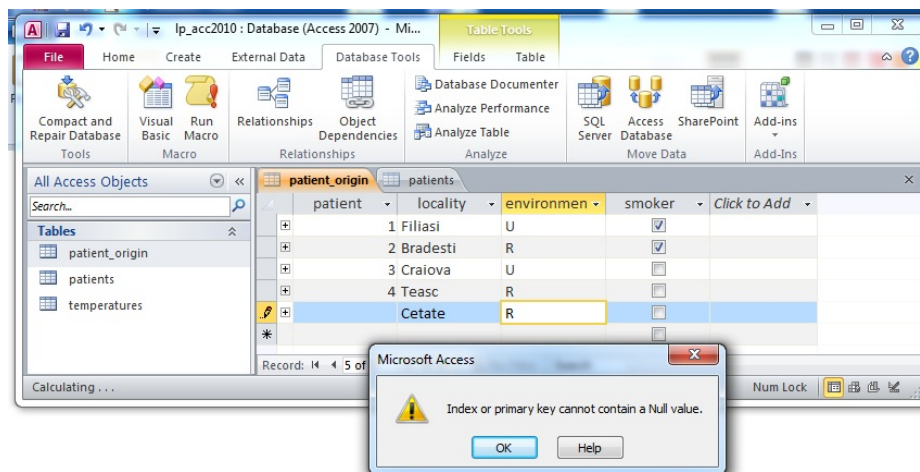 A lp_acc2010 : Database (Access 2007) - Mi... Table Tools
File Home Create External Data Database Tools Fields Table
Compact and Repair Database
Visual Basic
Run Macro
Relationships
Object Dependencies
Database Documenter
Analyze Performance
Analyze Table
SQL Server
Access Database
SharePoint
Add-ins
Tools Macro Relationships Analyze Move Data Add-Ins
All Access Objects
Search...
Tables
patient_origin
patients
temperatures
patient_origin patients
patient locality environmen smoker Click to Add
1 Filiasi U
2 Bradesti R
3 Craiova U
4 Teasc R
Cetate R
Record: 5 of
Calculating . . . Num Lock
Microsoft Access
Index or primary key cannot contain a Null value.
OK Help